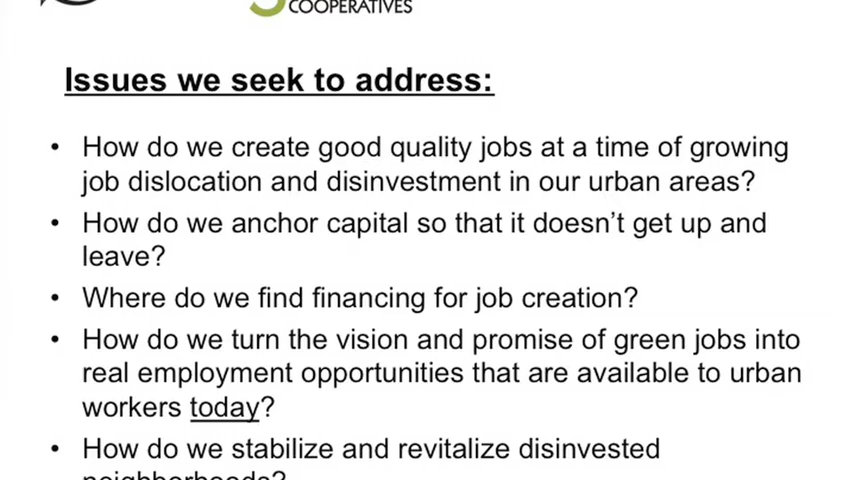 COOPERATIVES
Issues we seek to address:
• How do we create good quality jobs at a time of growing
job dislocation and disinvestment in our urban areas?
• How do we anchor capital so that it doesn’t get up and
leave?
• Where do we find financing for job creation?
• How do we turn the vision and promise of green jobs into
real employment opportunities that are available to urban
workers today?
• How do we stabilize and revitalize disinvested
neighborhoods?